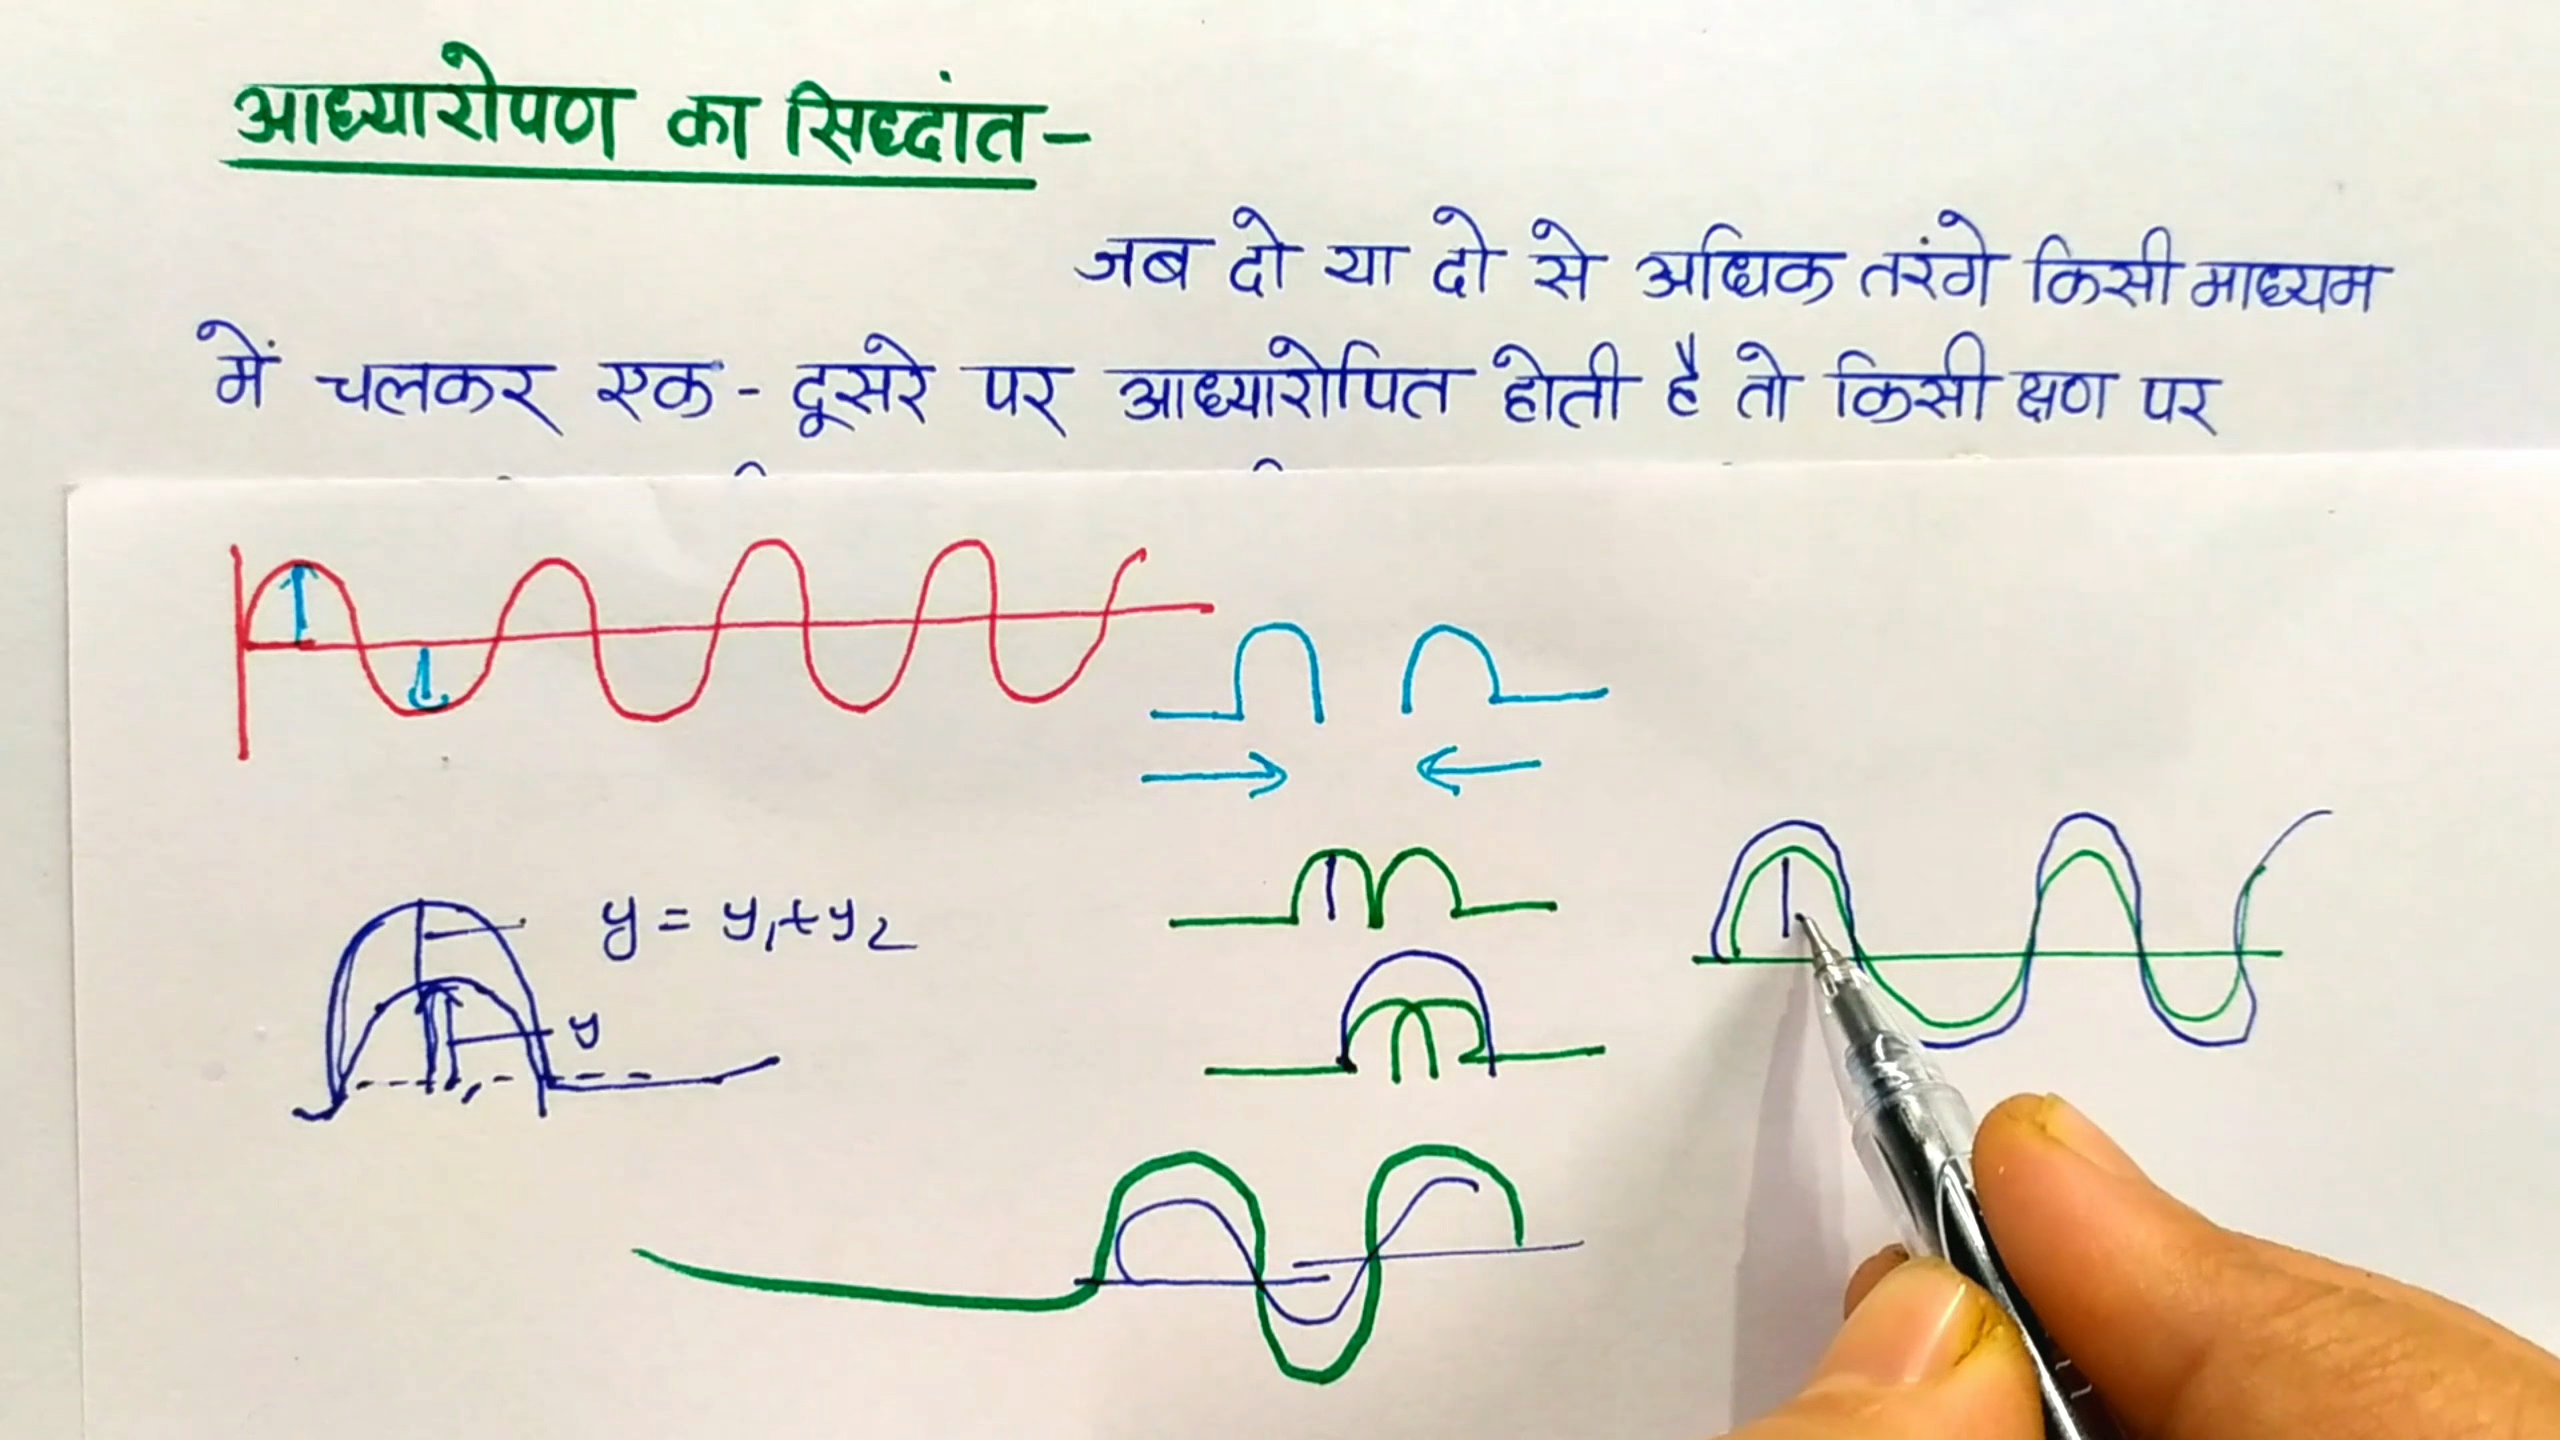 आध्यारोपण का सिध्दांत-
जब दो या दो से अधिक तरंगे किसी माध्यम
में चलकर एक - दूसरे पर आध्यारोपित होती है तो किसी क्षण पर
y = y₁+y₂
y